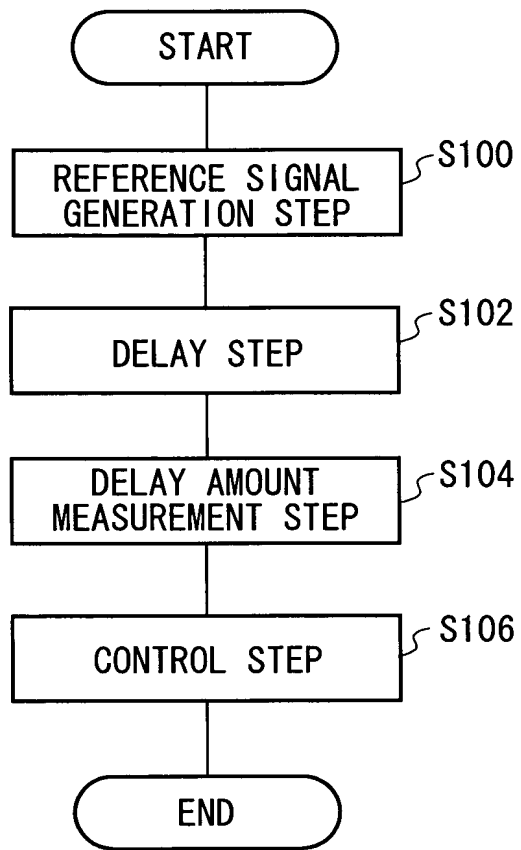 START
REFERENCE SIGNAL
GENERATION STEP
S100
DELAY STEP
S102
DELAY AMOUNT
MEASUREMENT STEP
S104
CONTROL STEP
S106
END